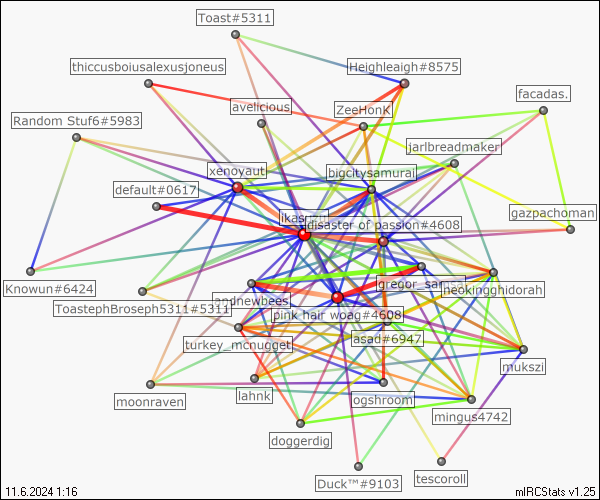 Toast#5311
thiccusboiusalexusjoneus
Heighleaigh#8575
facadas.
avelicious
ZeeHonK
Random Stuf6#5983
jarlbreadmaker
xenoyaut
bigcitysamurai
default#0617
gazpachoman
disaster of passion#4608
Knowun#6424
gregor_samsa
neokingghidorah
ToastephBroseph5311#5311
andnewbees
pink hair woag#4608
turkey_mcnugget
asad#6947
mukszi
moonraven
lahnk
ogshroom
mingus4742
doggerdig
Duck™#9103
tescoroll
11.6.2024 1:16
mIRCStats v1.25